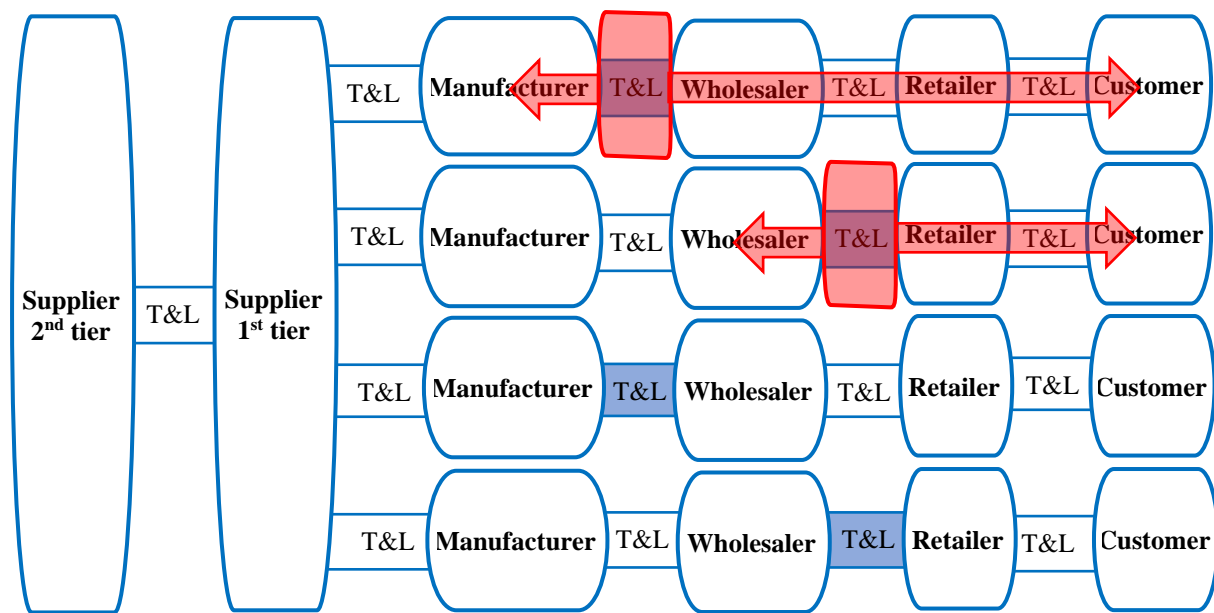 T&L
Manufacturer
T&L
Wholesaler
T&L
Retailer
T&L
Customer
T&L
Manufacturer
T&L
Wholesaler
T&L
Retailer
T&L
Customer
Supplier
2nd tier
T&L
Supplier
1st tier
T&L
Manufacturer
T&L
Wholesaler
T&L
Retailer
T&L
Customer
T&L
Manufacturer
T&L
Wholesaler
T&L
Retailer
T&L
Customer